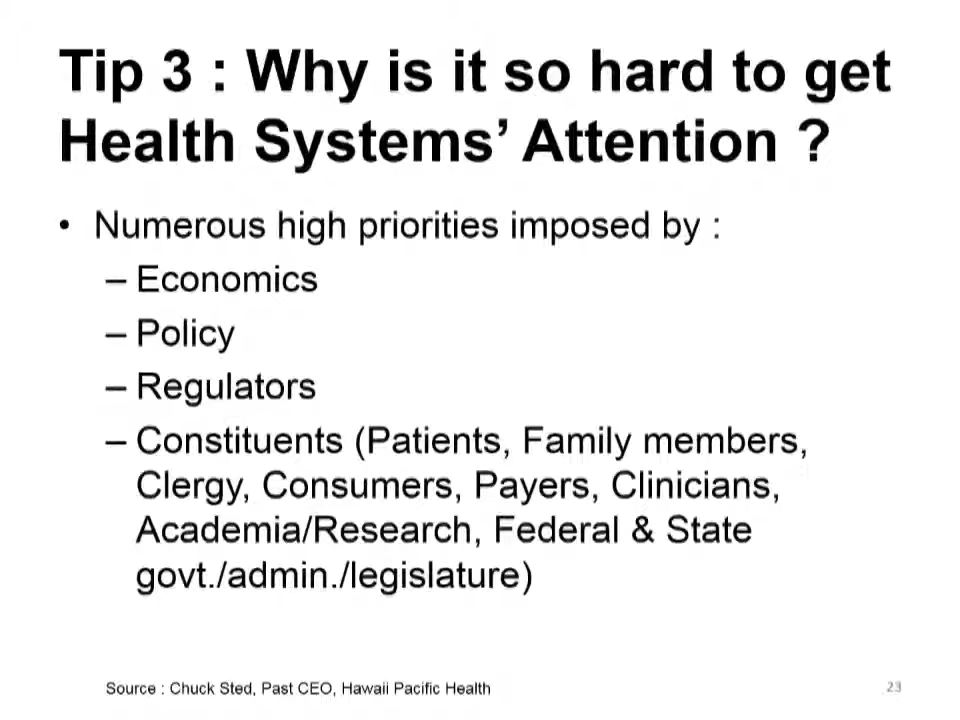 Tip 3 : Why is it so hard to get
Health Systems’ Attention ?
• Numerous high priorities imposed by :
– Economics
– Policy
– Regulators
– Constituents (Patients, Family members,
Clergy, Consumers, Payers, Clinicians,
Academia/Research, Federal & State
govt./admin./legislature)
Source : Chuck Sted, Past CEO, Hawaii Pacific Health
23